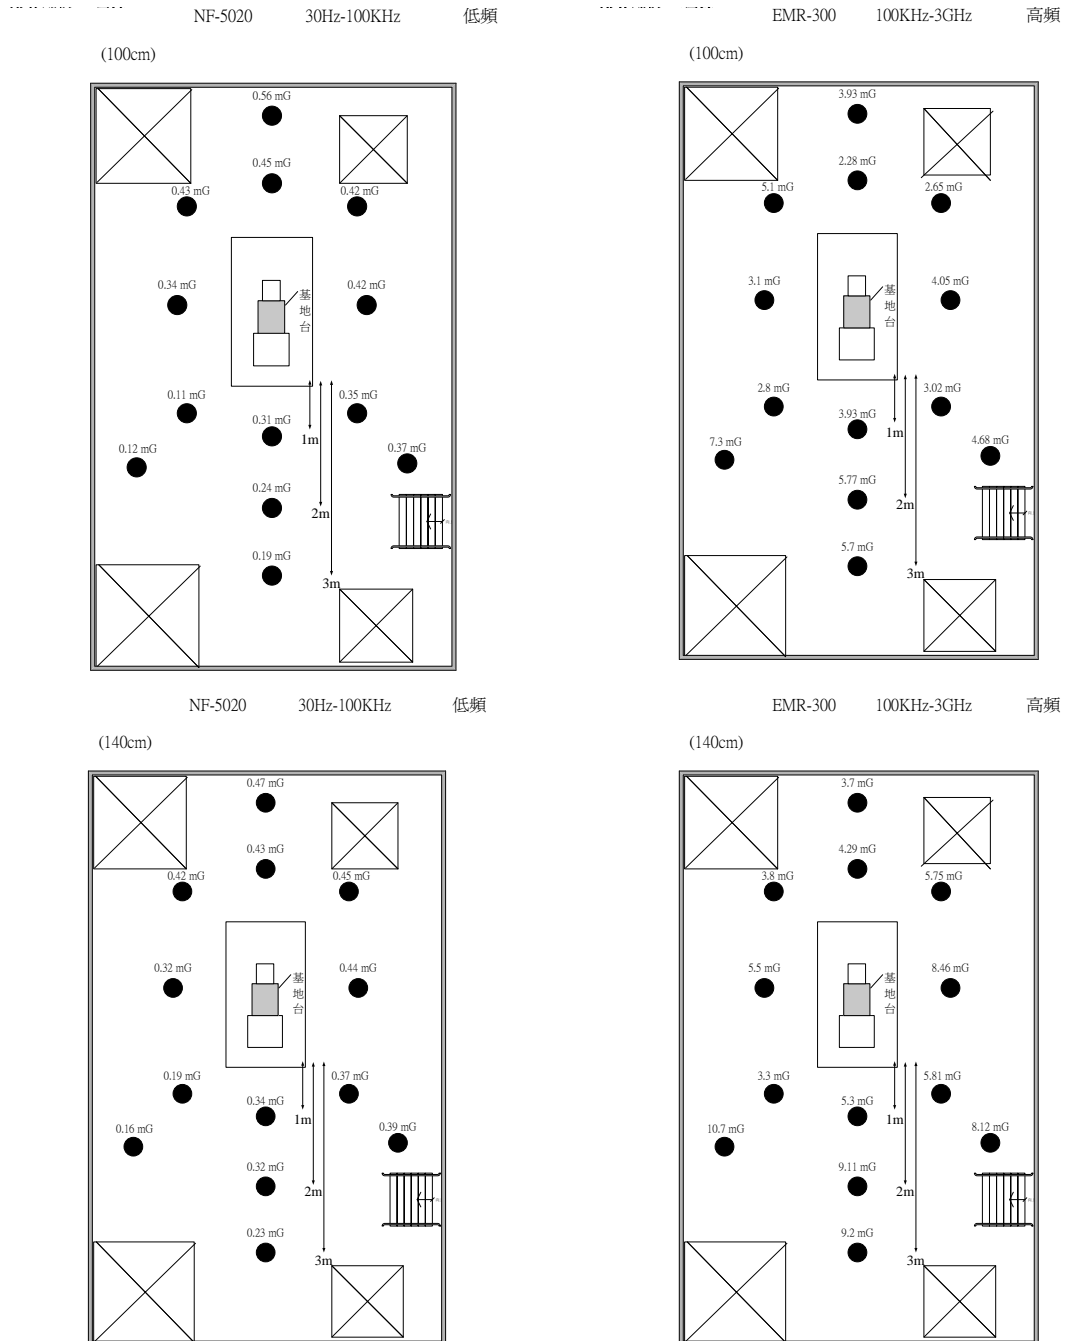 NF-5020 30Hz-100KHz 低頻
(100cm)
0.56 mG
0.45 mG
0.43 mG
0.42 mG
0.34 mG
0.42 mG
基地台
0.11 mG
0.35 mG
0.31 mG
1m
0.12 mG
0.37 mG
0.24 mG
2m
0.19 mG
3m
EMR-300 100KHz-3GHz 高頻
(100cm)
3.93 mG
2.28 mG
5.1 mG
2.65 mG
3.1 mG
4.05 mG
基地台
2.8 mG
3.02 mG
3.93 mG
1m
7.3 mG
4.68 mG
5.77 mG
2m
5.7 mG
3m
NF-5020 30Hz-100KHz 低頻
(140cm)
0.47 mG
0.43 mG
0.42 mG
0.45 mG
0.32 mG
0.44 mG
基地台
0.19 mG
0.37 mG
0.34 mG
1m
0.16 mG
0.39 mG
0.32 mG
2m
0.23 mG
3m
EMR-300 100KHz-3GHz 高頻
(140cm)
3.7 mG
4.29 mG
3.8 mG
5.75 mG
5.5 mG
8.46 mG
基地台
3.3 mG
5.81 mG
5.3 mG
1m
10.7 mG
8.12 mG
9.11 mG
2m
9.2 mG
3m